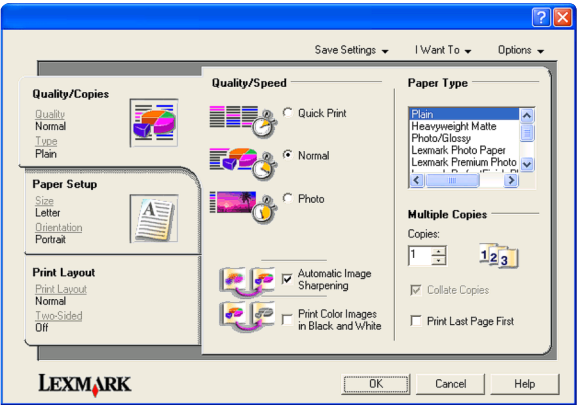 Save Settings
I Want To
Options
Quality/Copies
Quality
Normal
Type
Plain
Paper Setup
Size
Letter
Orientation
Portrait
Print Layout
Print Layout
Normal
Two-Sided
Off
Quality/Speed
Quick Print
Normal
Photo
Automatic Image
Sharpening
Print Color Images
in Black and White
Paper Type
Plain
Heavyweight Matte
Photo/Glossy
Lexmark Photo Paper
Lexmark Premium Photo
Multiple Copies
Copies:
1
1 2 3
Collate Copies
Print Last Page First
LEXMARK
OK
Cancel
Help